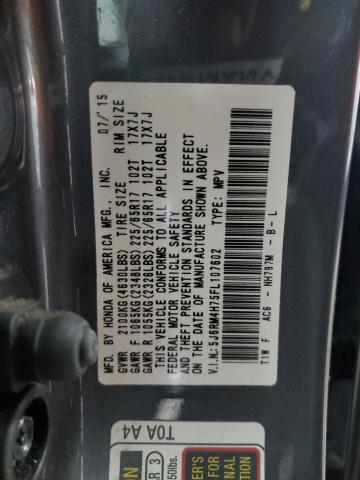 MFD. BY HONDA OF AMERICA MFG., INC. 07/15
GVWR 2100KG(4630LBS) TIRE SIZE RIM SIZE
GAWR F 1065KG(2348LBS) 225/65R17 102T 17X7J
GAWR R 1055KG(2326LBS) 225/65R17 102T 17X7J
THIS VEHICLE CONFORMS TO ALL APPLICABLE
FEDERAL MOTOR VEHICLE SAFETY
AND THEFT PREVENTION STANDARDS IN EFFECT
ON THE DATE OF MANUFACTURE SHOWN ABOVE.
V.I.N.:5J6RM4H75FL107602 TYPE: MPV
T1W F AC6 - NH797M - B - L
T0A A4